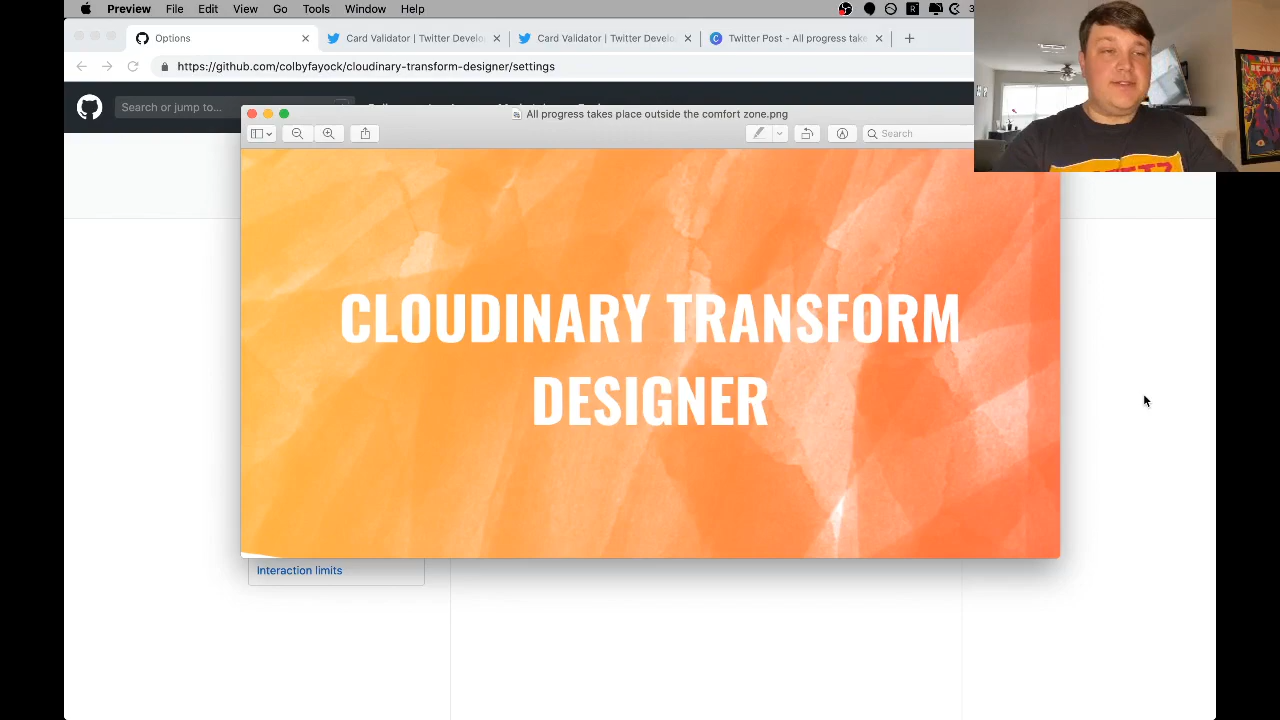 Preview File Edit View Go Tools Window Help
Options
Card Validator | Twitter Develo
Card Validator | Twitter Develo
Twitter Post - All progress take
https://github.com/colbyfayock/cloudinary-transform-designer/settings
Search or jump to...
All progress takes place outside the comfort zone.png
Search
CLOUDINARY TRANSFORM
DESIGNER
Interaction limits